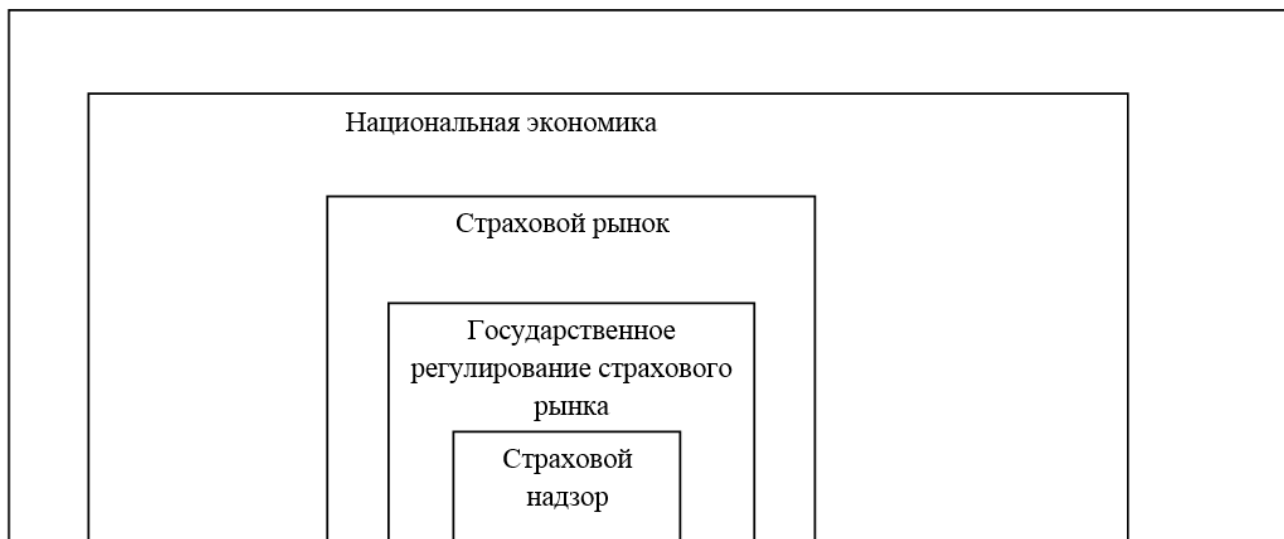 Национальная экономика
Страховой рынок
Государственное
регулирование страхового
рынка
Страховой
надзор